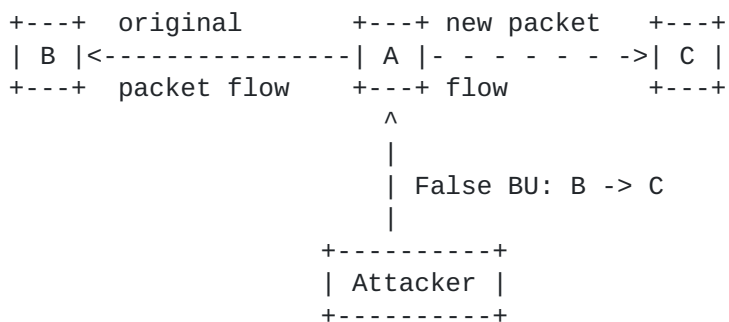 +---+  original        +---+ new packet   +---+
| B |<----------------| A |- - - - - - ->| C |
+---+  packet flow    +---+ flow         +---+
                        ^
                        |
                        | False BU: B -> C
                        |
                    +----------+
                    | Attacker |
                    +----------+